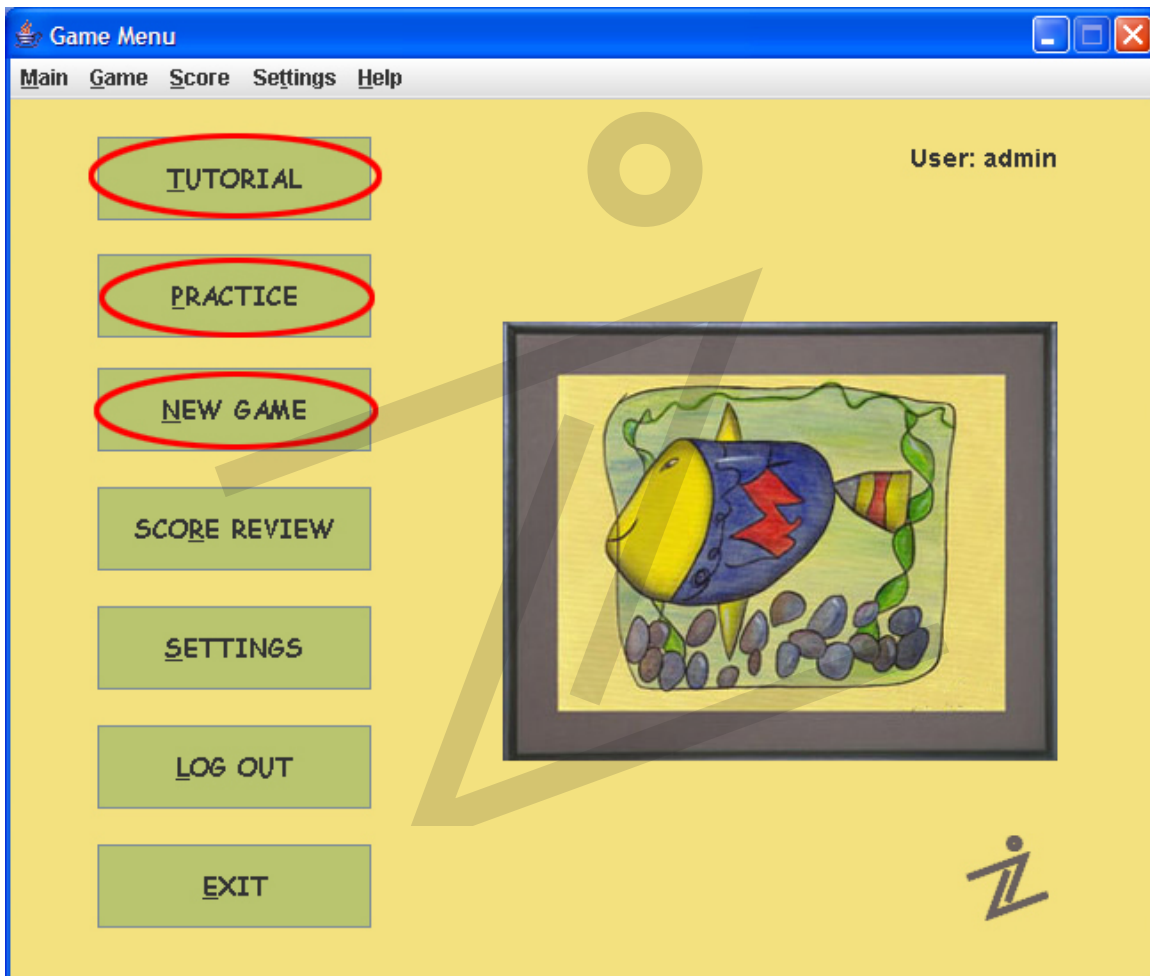 Game Menu
Main Game Score Settings Help
User: admin
TUTORIAL
PRACTICE
NEW GAME
SCORE REVIEW
SETTINGS
LOG OUT
EXIT